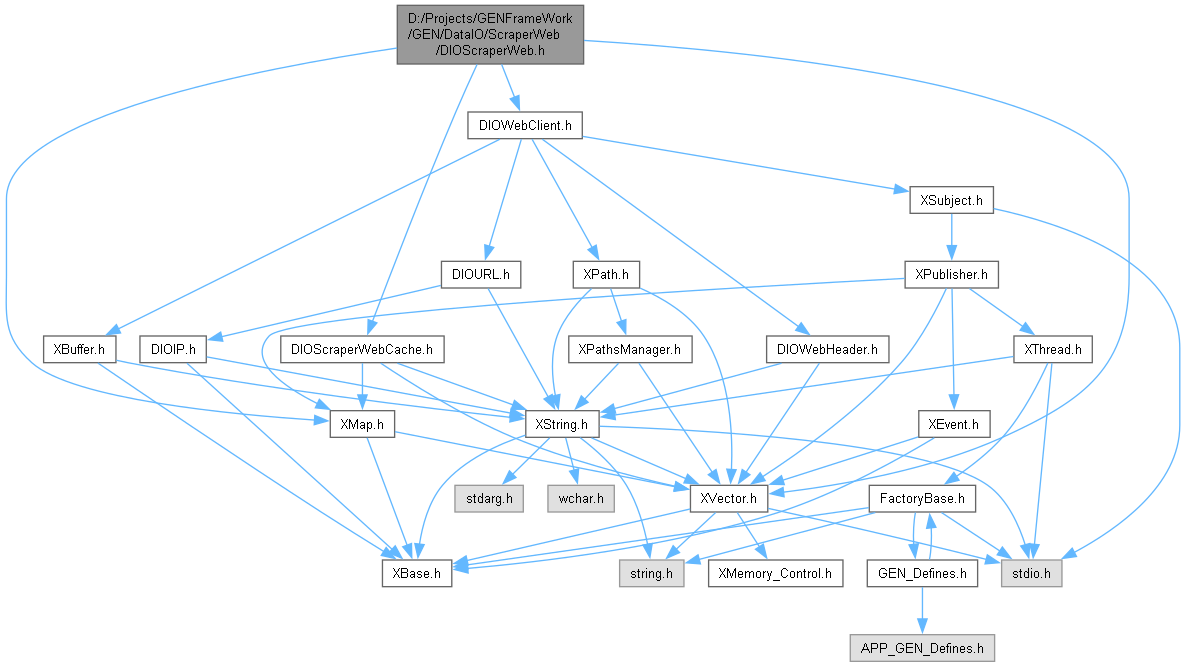 D:/Projects/GENFrameWork
/GEN/DataIO/ScraperWeb
/DIOScraperWeb.h
DIOWebClient.h
XSubject.h
DIOURL.h
XPath.h
XPublisher.h
XBuffer.h
DIOIP.h
DIOScraperWebCache.h
XPathsManager.h
DIOWebHeader.h
XThread.h
XMap.h
XString.h
XEvent.h
stdarg.h
wchar.h
XVector.h
FactoryBase.h
XBase.h
string.h
XMemory_Control.h
GEN_Defines.h
stdio.h
APP_GEN_Defines.h